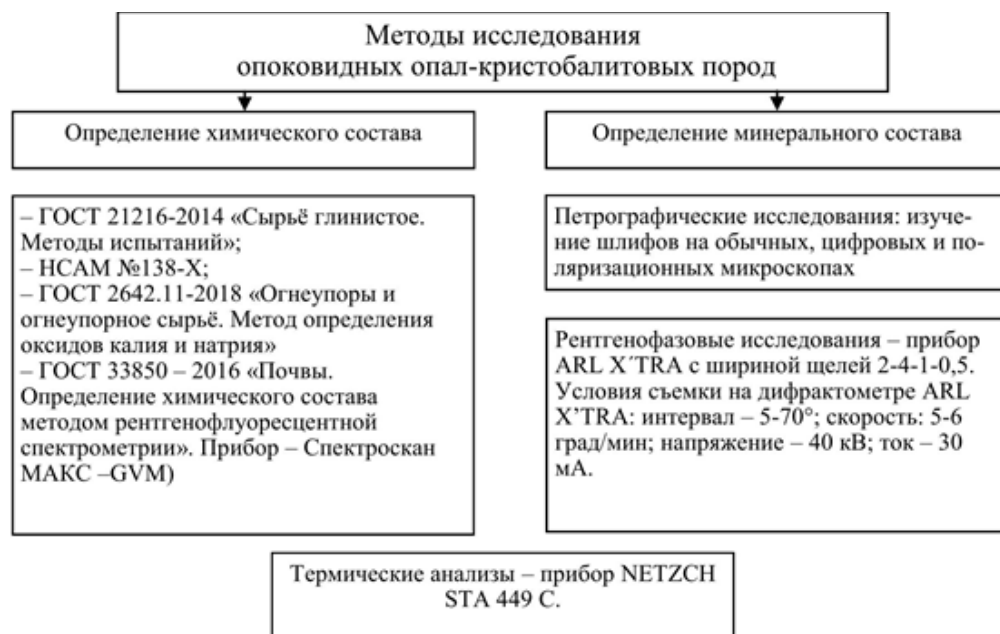 Методы исследования
опоковидных опал-кристобалитовых пород
Определение химического состава
Определение минерального состава
– ГОСТ 21216-2014 «Сырьё глинистое.
Методы испытаний»;
– НСАМ №138-Х;
– ГОСТ 2642.11-2018 «Огнеупоры и
огнеупорное сырьё. Метод определения
оксидов калия и натрия»
– ГОСТ 33850 – 2016 «Почвы.
Определение химического состава
методом рентгенофлуоресцентной
спектрометрии». Прибор – Спектроскан
МАКС –GVM)
Петрографические исследования: изуче-
ние шлифов на обычных, цифровых и по-
ляризационных микроскопах
Рентгенофазовые исследования – прибор
ARL X´TRA с шириной щелей 2-4-1-0,5.
Условия съемки на дифрактометре ARL
X’TRA: интервал – 5-70°; скорость: 5-6
град/мин; напряжение – 40 кВ; ток – 30
мА.
Термические анализы – прибор NETZCH
STA 449 C.